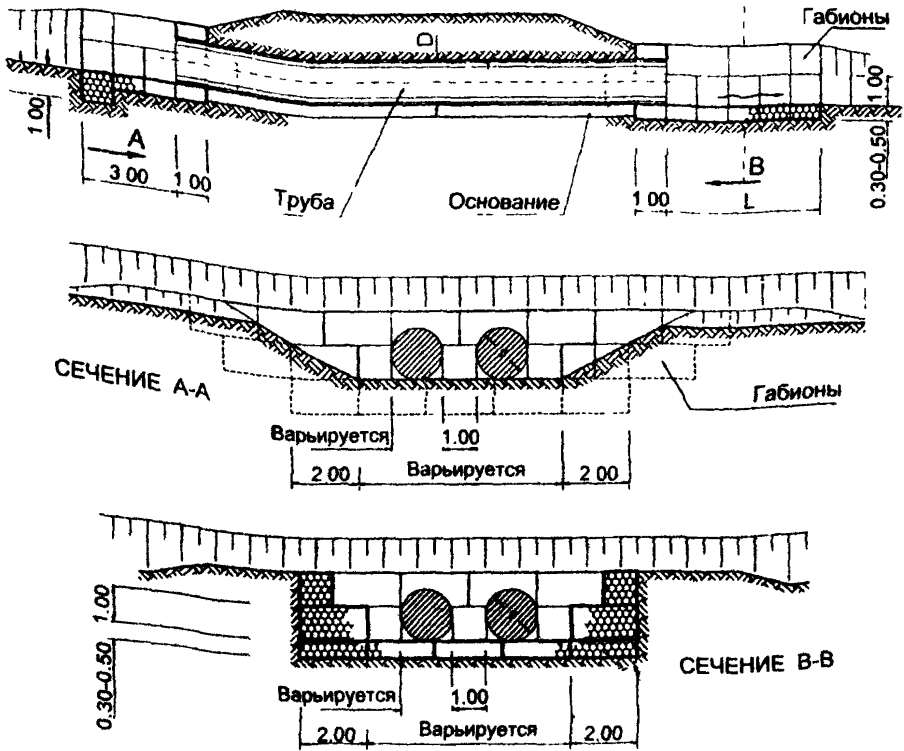 Габионы
D
1.00
1.00
A
B
3.00
1.00
Труба
Основание
1.00
L
0.30-0.50
СЕЧЕНИЕ А-А
Габионы
Варьируется
1.00
2.00
Варьируется
2.00
1.00
0.30-0.50
СЕЧЕНИЕ В-В
Варьируется
1.00
2.00
Варьируется
2.00